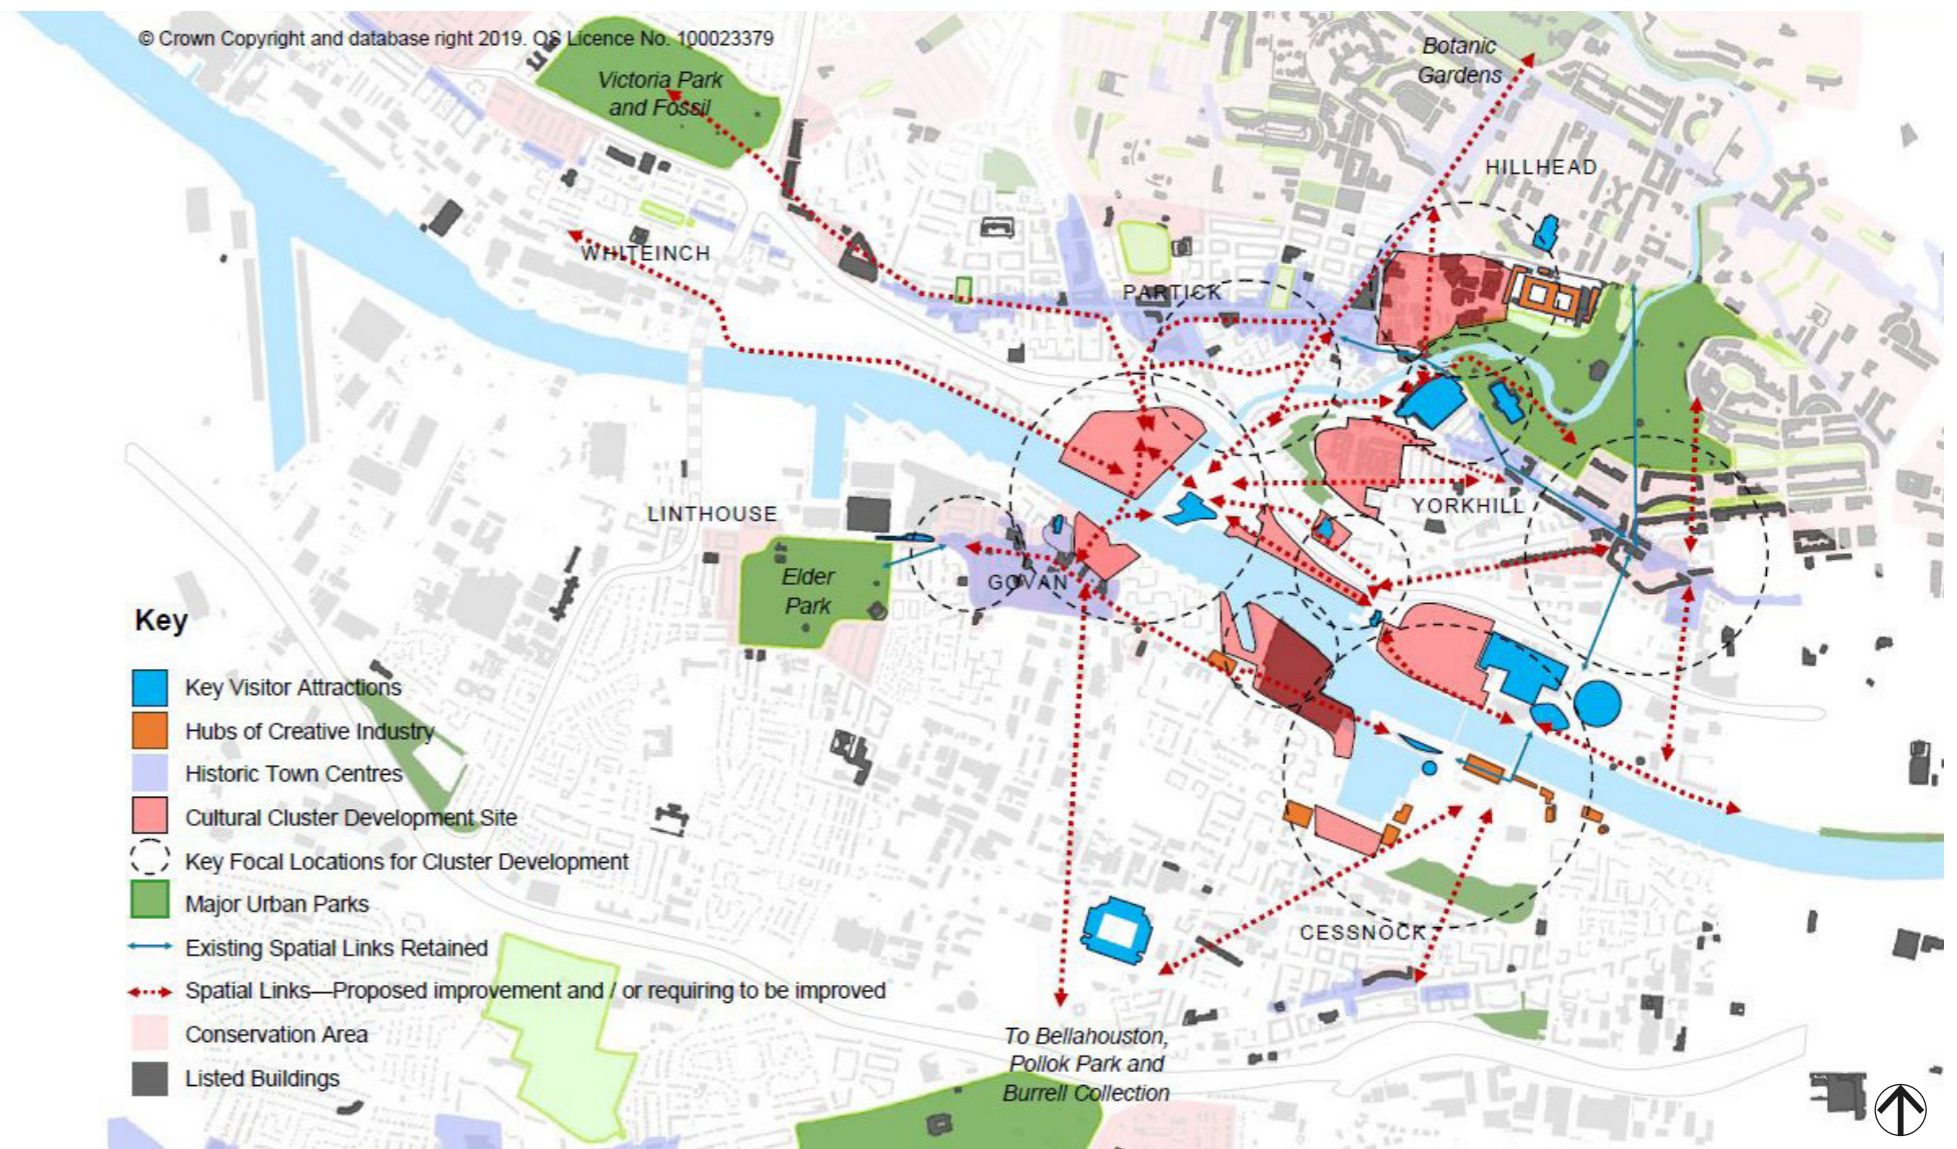 © Crown Copyright and database right 2019. OS Licence No. 100023379
Botanic
Gardens
Victoria Park
and Fossil
HILLHEAD
WHITEINCH
PARTICK
LINTHOUSE
YORKHILL
Elder
Park
GOVAN
Key
Key Visitor Attractions
Hubs of Creative Industry
Historic Town Centres
Cultural Cluster Development Site
Key Focal Locations for Cluster Development
Major Urban Parks
Existing Spatial Links Retained
Spatial Links—Proposed improvement and / or requiring to be improved
Conservation Area
Listed Buildings
CESSNOCK
To Bellahouston,
Pollok Park and
Burrell Collection